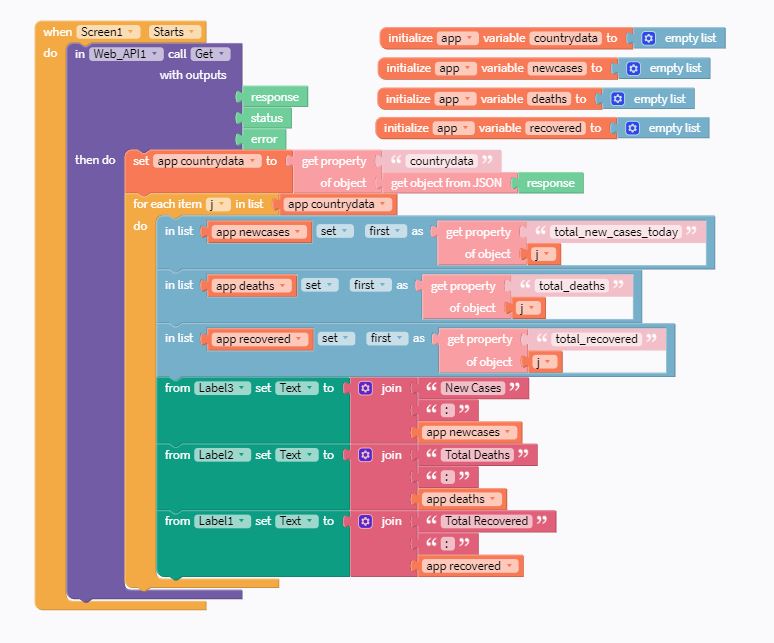 when Screen1 Starts
do in Web_API1 call Get
with outputs
response
status
error
initialize app variable countrydata to empty list
initialize app variable newcases to empty list
initialize app variable deaths to empty list
initialize app variable recovered to empty list
then do set app countrydata to get property “ countrydata ”
of object get object from JSON response
for each item j in list app countrydata
do in list app newcases set first as get property “ total_new_cases_today ”
of object j
in list app deaths set first as get property “ total_deaths ”
of object j
in list app recovered set first as get property “ total_recovered ”
of object j
from Label3 set Text to join “ New Cases ”
“ : ”
app newcases
from Label2 set Text to join “ Total Deaths ”
“ : ”
app deaths
from Label1 set Text to join “ Total Recovered ”
“ : ”
app recovered